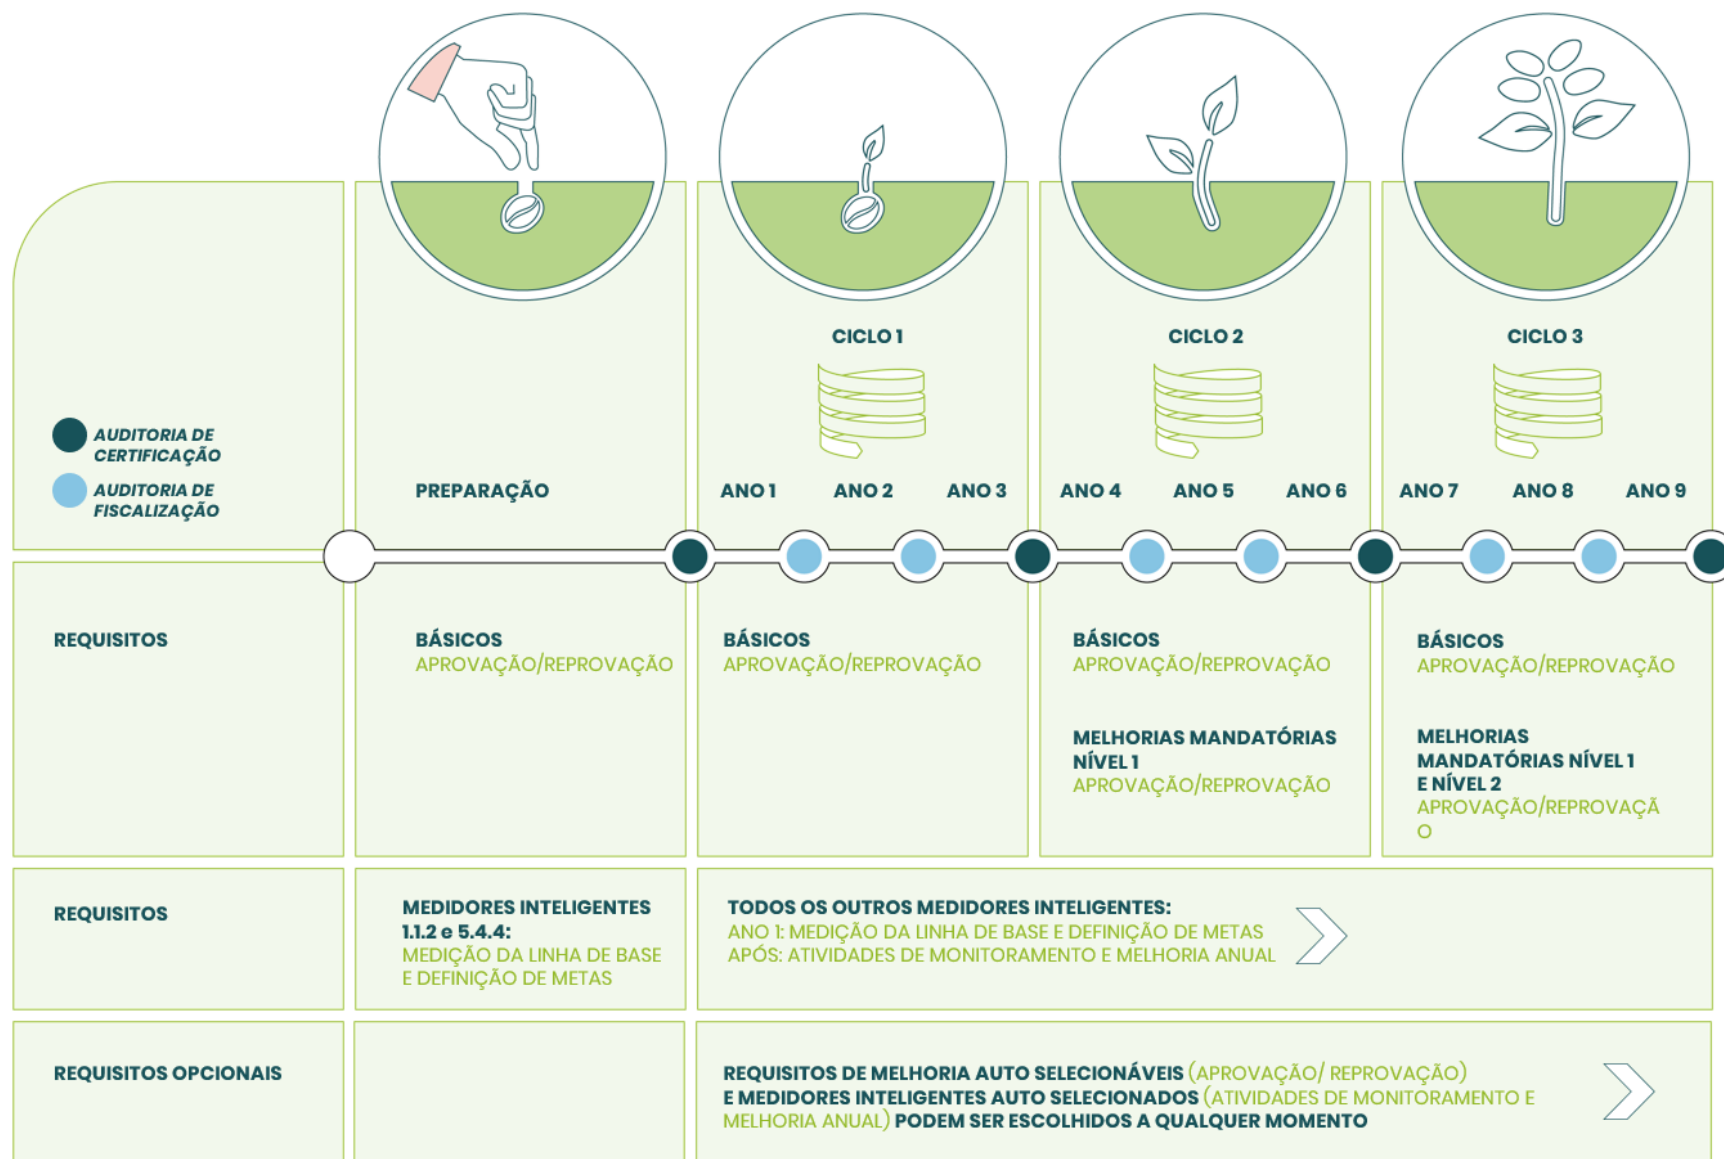 CICLO 1
CICLO 2
CICLO 3
AUDITORIA DE
CERTIFICAÇÃO
AUDITORIA DE
FISCALIZAÇÃO
PREPARAÇÃO
ANO 1
ANO 2
ANO 3
ANO 4
ANO 5
ANO 6
ANO 7
ANO 8
ANO 9
REQUISITOS
BÁSICOS
APROVAÇÃO/REPROVAÇÃO
BÁSICOS
APROVAÇÃO/REPROVAÇÃO
BÁSICOS
APROVAÇÃO/REPROVAÇÃO
MELHORIAS MANDATÓRIAS
NÍVEL 1
APROVAÇÃO/REPROVAÇÃO
BÁSICOS
APROVAÇÃO/REPROVAÇÃO
MELHORIAS
MANDATÓRIAS NÍVEL 1
E NÍVEL 2
APROVAÇÃO/REPROVAÇÃ
O
REQUISITOS
MEDIDORES INTELIGENTES
1.1.2 e 5.4.4:
MEDIÇÃO DA LINHA DE BASE
E DEFINIÇÃO DE METAS
TODOS OS OUTROS MEDIDORES INTELIGENTES:
ANO 1: MEDIÇÃO DA LINHA DE BASE E DEFINIÇÃO DE METAS
APÓS: ATIVIDADES DE MONITORAMENTO E MELHORIA ANUAL
REQUISITOS OPCIONAIS
REQUISITOS DE MELHORIA AUTO SELECIONÁVEIS (APROVAÇÃO/ REPROVAÇÃO)
E MEDIDORES INTELIGENTES AUTO SELECIONADOS (ATIVIDADES DE MONITORAMENTO E
MELHORIA ANUAL) PODEM SER ESCOLHIDOS A QUALQUER MOMENTO